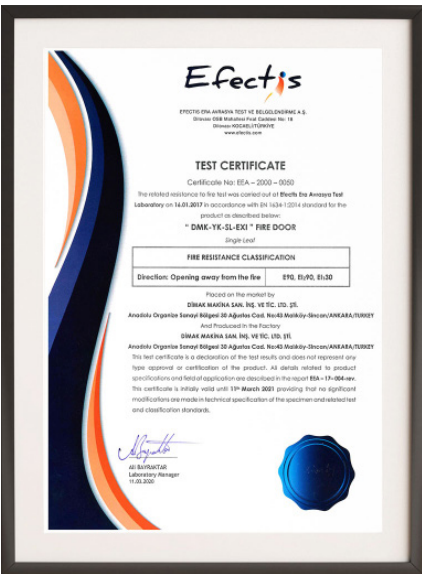 Efectis
EFECTIS ERA AVRASYA TEST VE BELGELENDİRME A.Ş.
Dilovası OSB Mahallesi Fırat Caddesi No: 18
Dilovası KOCAELİ/TÜRKİYE
www.efectis.com
TEST CERTIFICATE
Certificate No: EEA – 2000 – 0050
The related resistance to fire test was carried out at Efectis Era Avrasya Test
Laboratory on 16.01.2017 in accordance with EN 1634-1:2014 standard for the
product as described below:
" DMK-YK-SL-EXI " FIRE DOOR
Single Leaf
FIRE RESISTANCE CLASSIFICATION
Direction: Opening away from the fire E90, EI₂90, EI₁30
Placed on the market by
DİMAK MAKİNA SAN. İNŞ. VE TİC. LTD. ŞTİ.
Anadolu Organize Sanayi Bölgesi 30 Ağustos Cad. No:43 Malıköy-Sincan/ANKARA/TURKEY
And Produced in the Factory
DİMAK MAKİNA SAN. İNŞ. VE TİC. LTD. ŞTİ.
Anadolu Organize Sanayi Bölgesi 30 Ağustos Cad. No:43 Malıköy-Sincan/ANKARA/TURKEY
This test certificate is a declaration of the test results and does not represent any
type approval or certification of the product. All details related to product
specifications and field of application are described in the report EEA – 17– 004-rev.
This certificate is initially valid until 11ᵗʰ March 2021 providing that no significant
modifications are made in technical specification of the specimen and related test
and classification standards.
Ali BAYRAKTAR
Laboratory Manager
11.03.2020
efectis